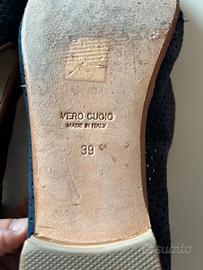 VERO CUOIO
MADE IN ITALY
39
subito